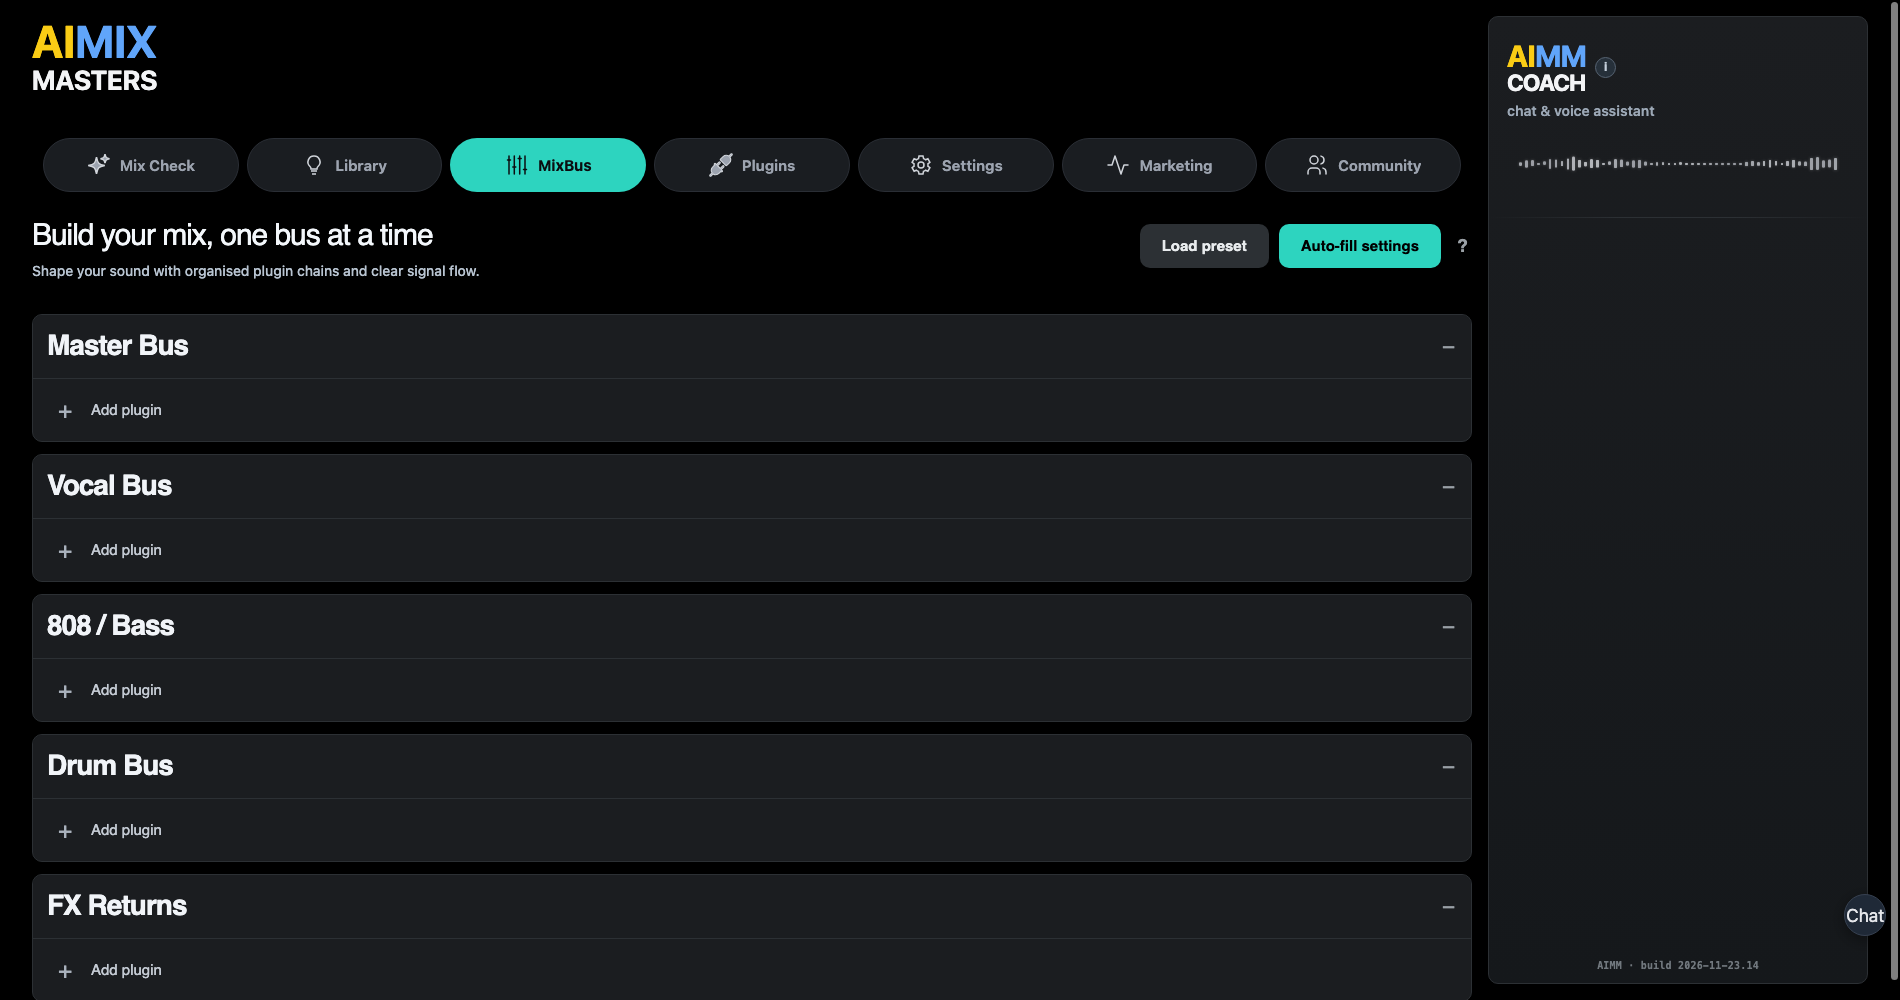 AIMIX
MASTERS
Mix Check
Library
MixBus
Plugins
Settings
Marketing
Community
Build your mix, one bus at a time
Shape your sound with organised plugin chains and clear signal flow.
Load preset
Auto-fill settings
?
Master Bus
Add plugin
Vocal Bus
Add plugin
808 / Bass
Add plugin
Drum Bus
Add plugin
FX Returns
Add plugin
AIMM
COACH
i
chat & voice assistant
Chat
AIMM · build 2026-11-23.14